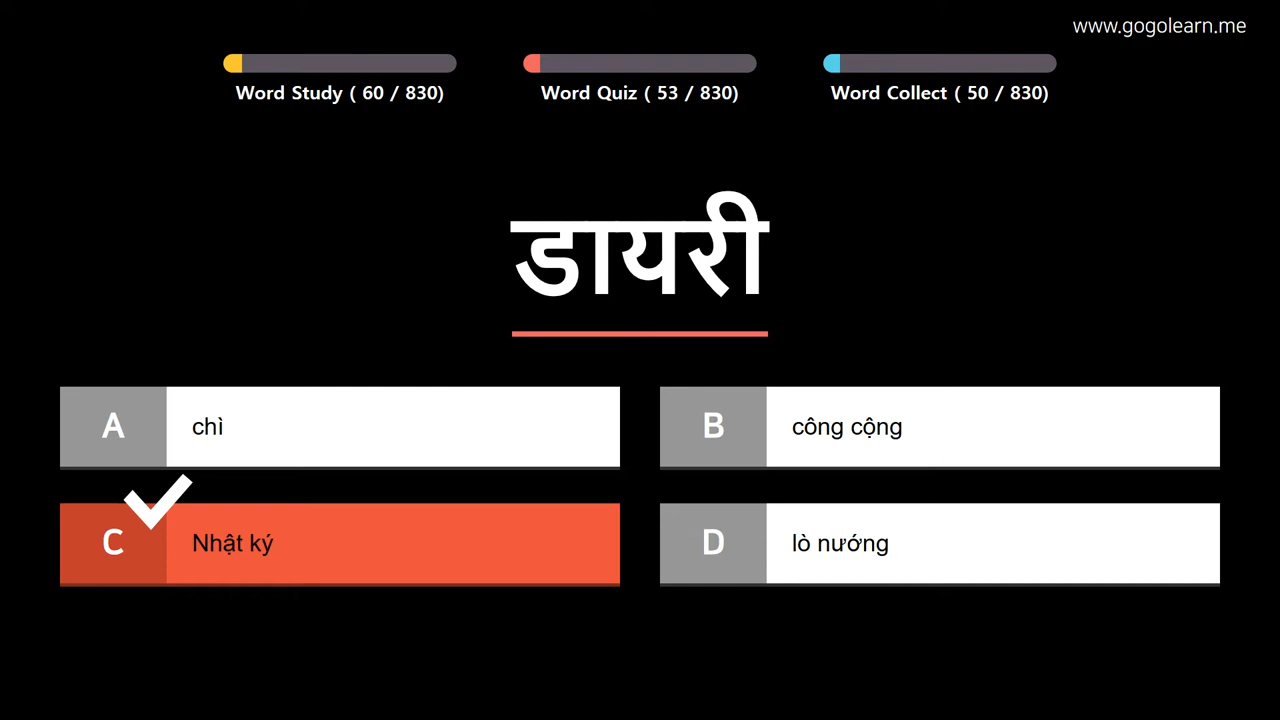 www.gogolearn.me
Word Study ( 60 / 830)
Word Quiz ( 53 / 830)
Word Collect ( 50 / 830)
डायरी
A chì
B công cộng
C Nhật ký
D lò nướng